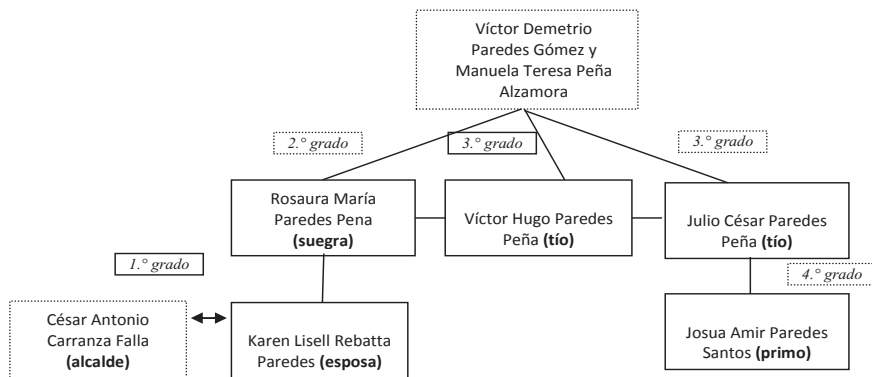 Víctor Demetrio
Paredes Gómez y
Manuela Teresa Peña
Alzamora
2.° grado
3.° grado
3.° grado
Rosaura María
Paredes Pena
(suegra)
Víctor Hugo Paredes
Peña (tío)
Julio César Paredes
Peña (tío)
1.° grado
4.° grado
César Antonio
Carranza Falla
(alcalde)
Karen Lisell Rebatta
Paredes (esposa)
Josua Amir Paredes
Santos (primo)